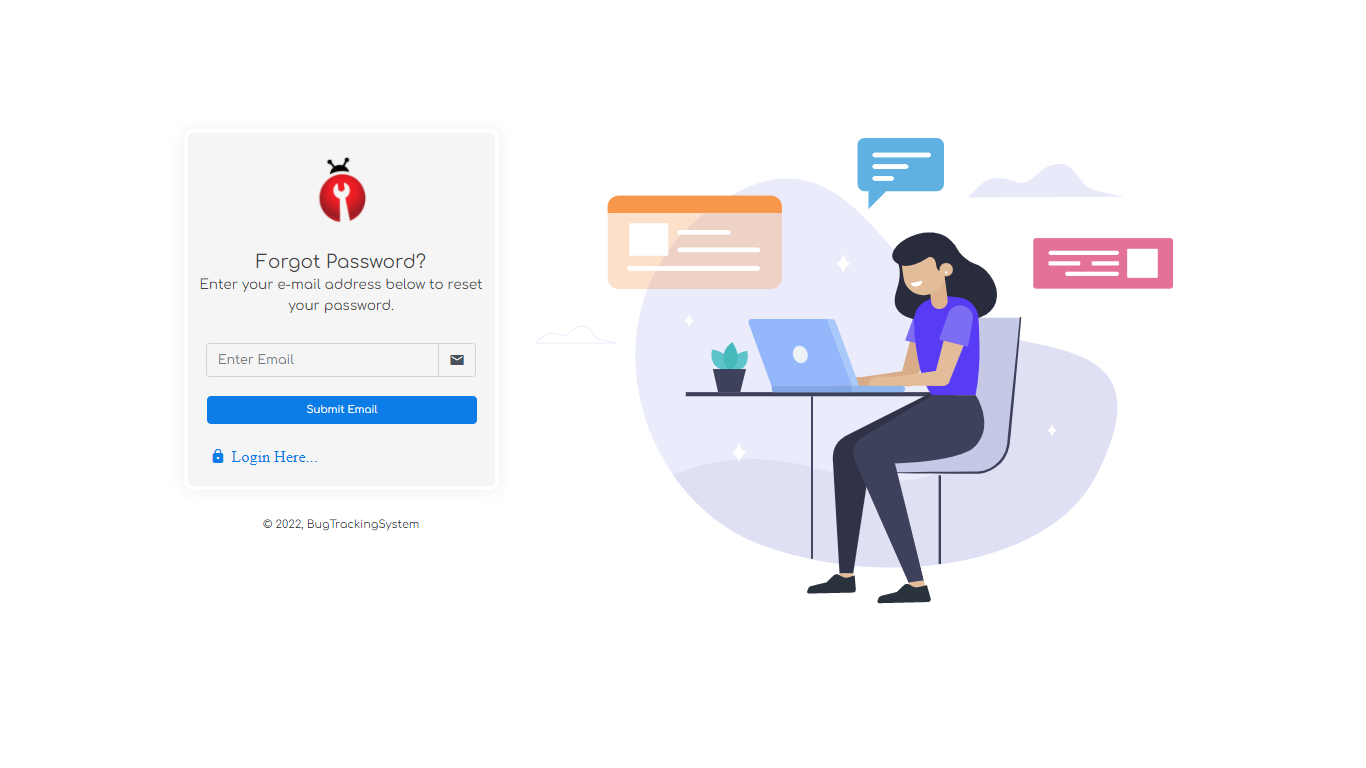 Forgot Password?
Enter your e-mail address below to reset
your password.
Enter Email
Submit Email
Login Here...
© 2022, BugTrackingSystem